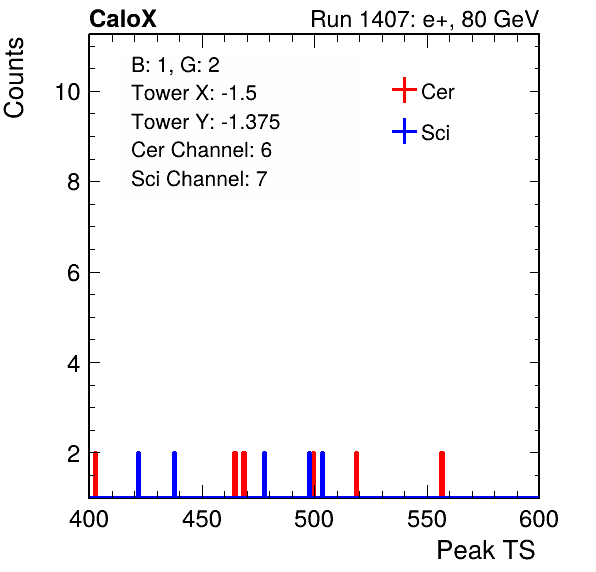 CaloX Run 1407: e+, 80 GeV
Counts
B: 1, G: 2
Tower X: -1.5
Tower Y: -1.375
Cer Channel: 6
Sci Channel: 7
Cer
Sci
10
8
6
4
2
400 450 500 550 600
Peak TS